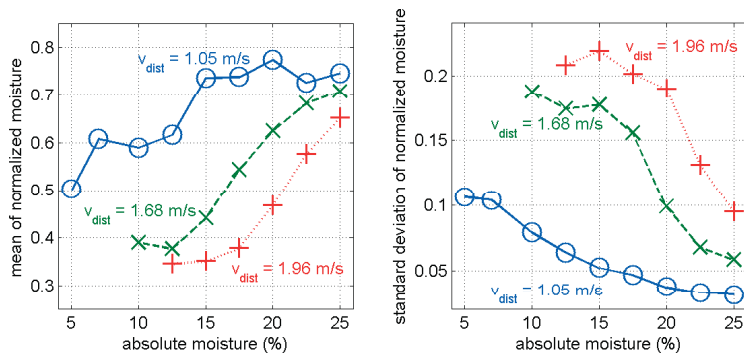 mean of normalized moisture
0.8
0.7
0.6
0.5
0.4
0.3
v_dist = 1.05 m/s
v_dist = 1.68 m/s
v_dist = 1.96 m/s
5 10 15 20 25
absolute moisture (%)
standard deviation of normalized moisture
0.2
0.15
0.1
0.05
v_dist = 1.96 m/s
v_dist = 1.68 m/s
v_dist = 1.05 m/s
5 10 15 20 25
absolute moisture (%)